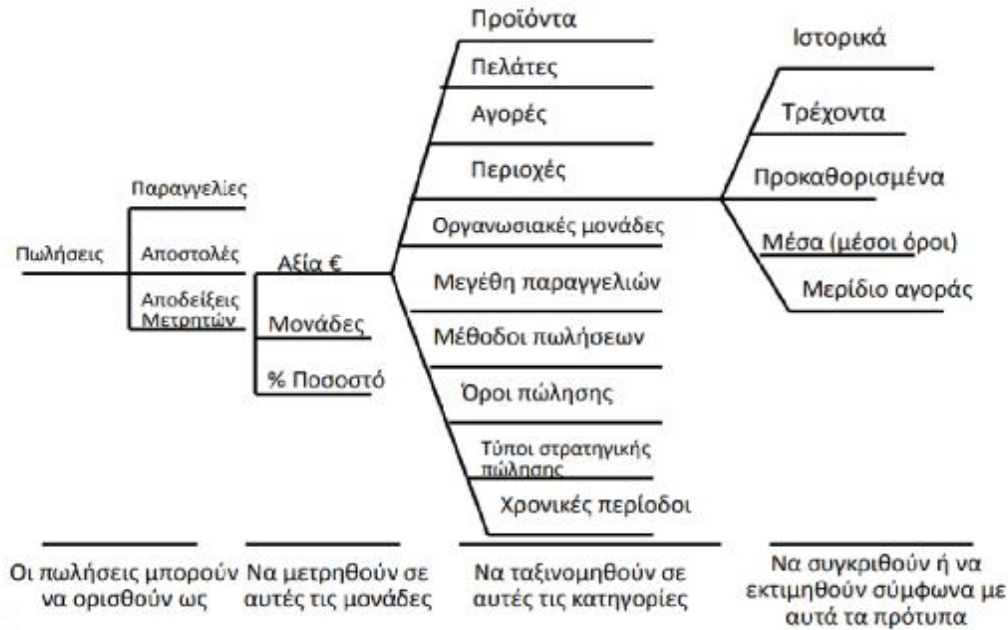 Πωλήσεις
Παραγγελίες
Αποστολές
Αποδείξεις
Μετρητών
Αξία €
Μονάδες
% Ποσοστό
Προϊόντα
Πελάτες
Αγορές
Περιοχές
Οργανωσιακές μονάδες
Μεγέθη παραγγελιών
Μέθοδοι πωλήσεων
Όροι πώλησης
Τύποι στρατηγικής
πώλησης
Χρονικές περίοδοι
Ιστορικά
Τρέχοντα
Προκαθορισμένα
Μέσα (μέσοι όροι)
Μερίδιο αγοράς
Οι πωλήσεις μπορούν
να ορισθούν ως
Να μετρηθούν σε
αυτές τις μονάδες
Να ταξινομηθούν σε
αυτές τις κατηγορίες
Να συγκριθούν ή να
εκτιμηθούν σύμφωνα με
αυτά τα πρότυπα